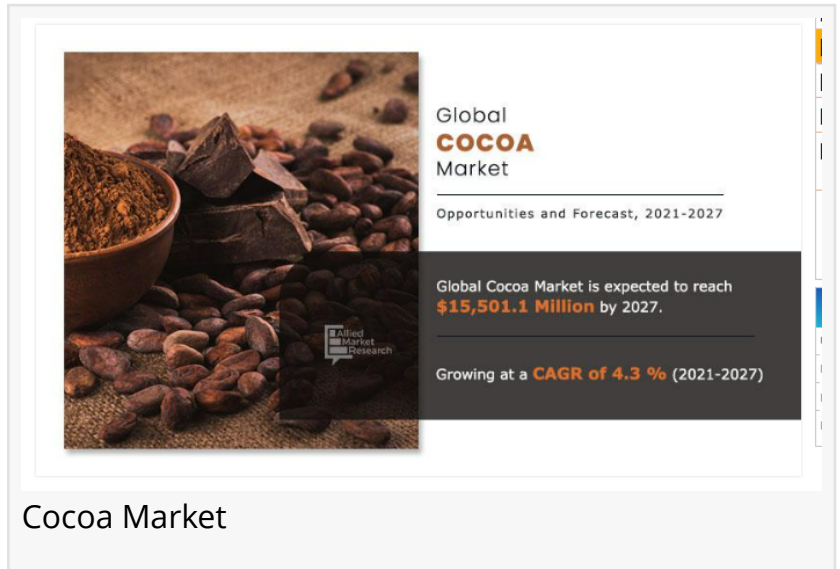 Global
COCOA
Market
Opportunities and Forecast, 2021-2027
Global Cocoa Market is expected to reach
$15,501.1 Million by 2027.
Allied
Market
Research
Growing at a CAGR of 4.3 % (2021-2027)
Cocoa Market